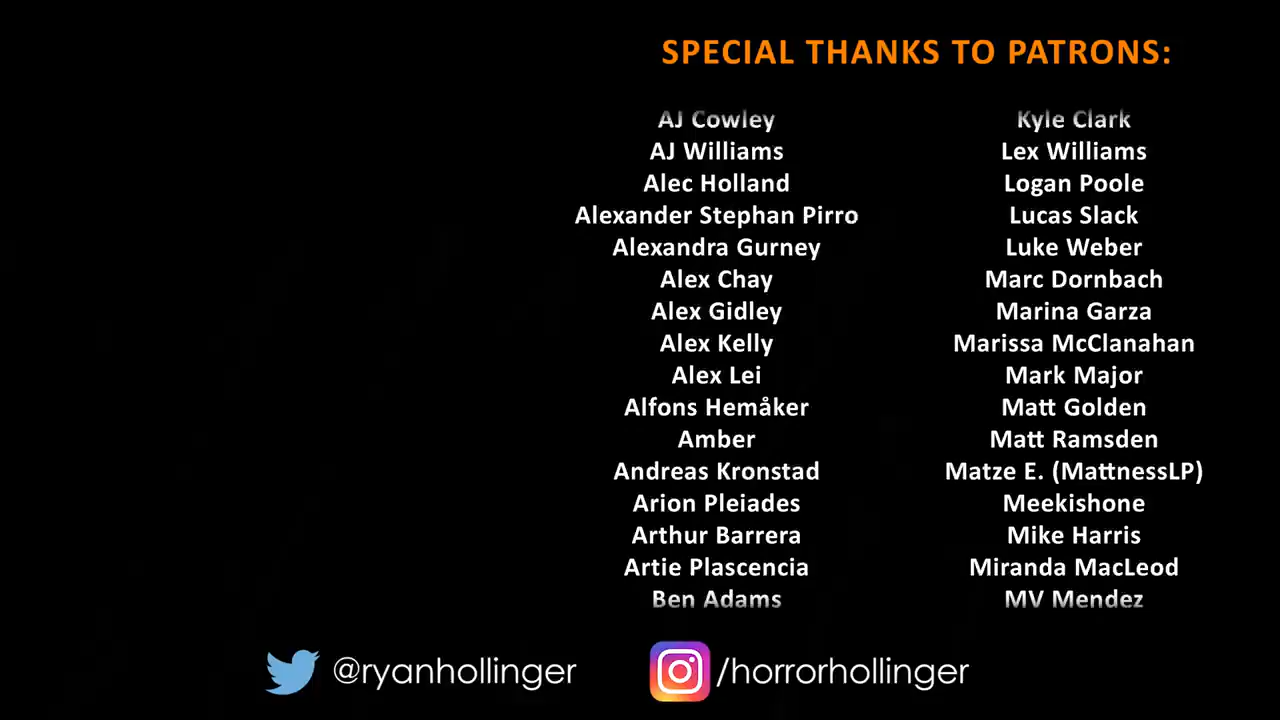 SPECIAL THANKS TO PATRONS:
AJ Cowley
AJ Williams
Alec Holland
Alexander Stephan Pirro
Alexandra Gurney
Alex Chay
Alex Gidley
Alex Kelly
Alex Lei
Alfons Hemåker
Amber
Andreas Kronstad
Arion Pleiades
Arthur Barrera
Artie Plascencia
Ben Adams
Kyle Clark
Lex Williams
Logan Poole
Lucas Slack
Luke Weber
Marc Dornbach
Marina Garza
Marissa McClanahan
Mark Major
Matt Golden
Matt Ramsden
Matze E. (MattnessLP)
Meekishone
Mike Harris
Miranda MacLeod
MV Mendez
@ryanhollinger
/horrorhollinger